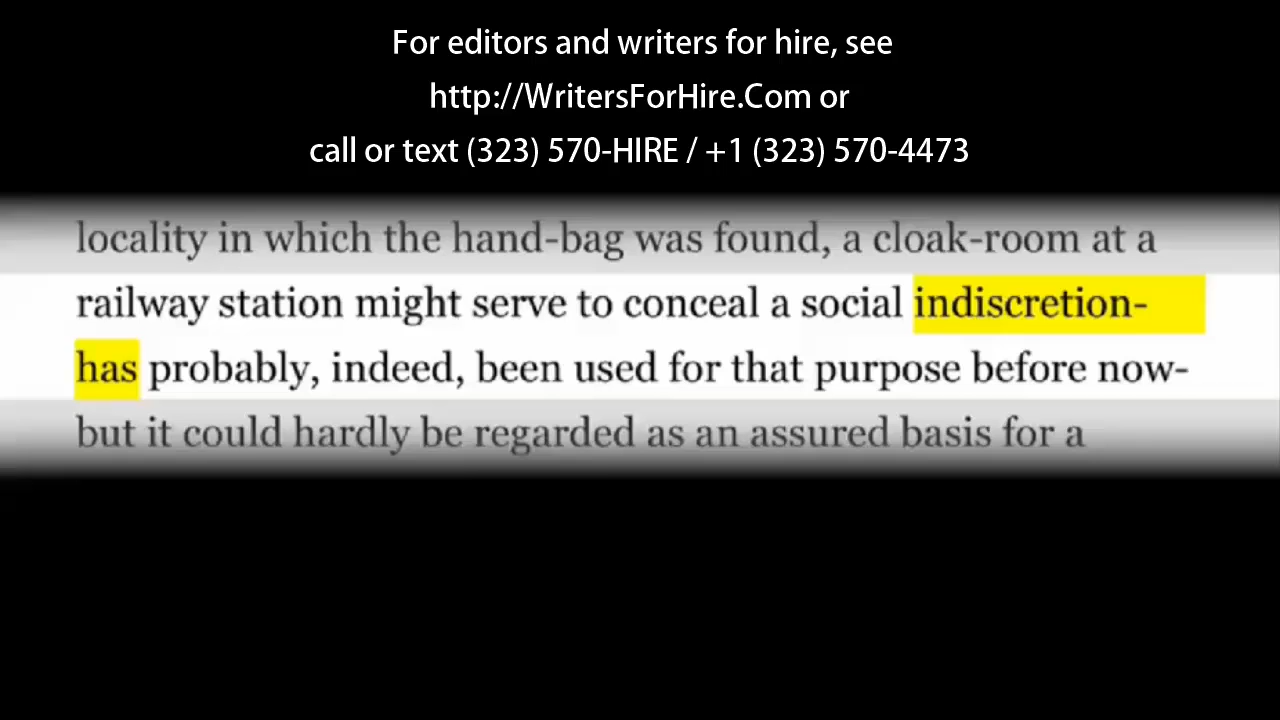 For editors and writers for hire, see
http://WritersForHire.Com or
call or text (323) 570-HIRE / +1 (323) 570-4473
locality in which the hand-bag was found, a cloak-room at a
railway station might serve to conceal a social indiscretion-
has probably, indeed, been used for that purpose before now-
but it could hardly be regarded as an assured basis for a